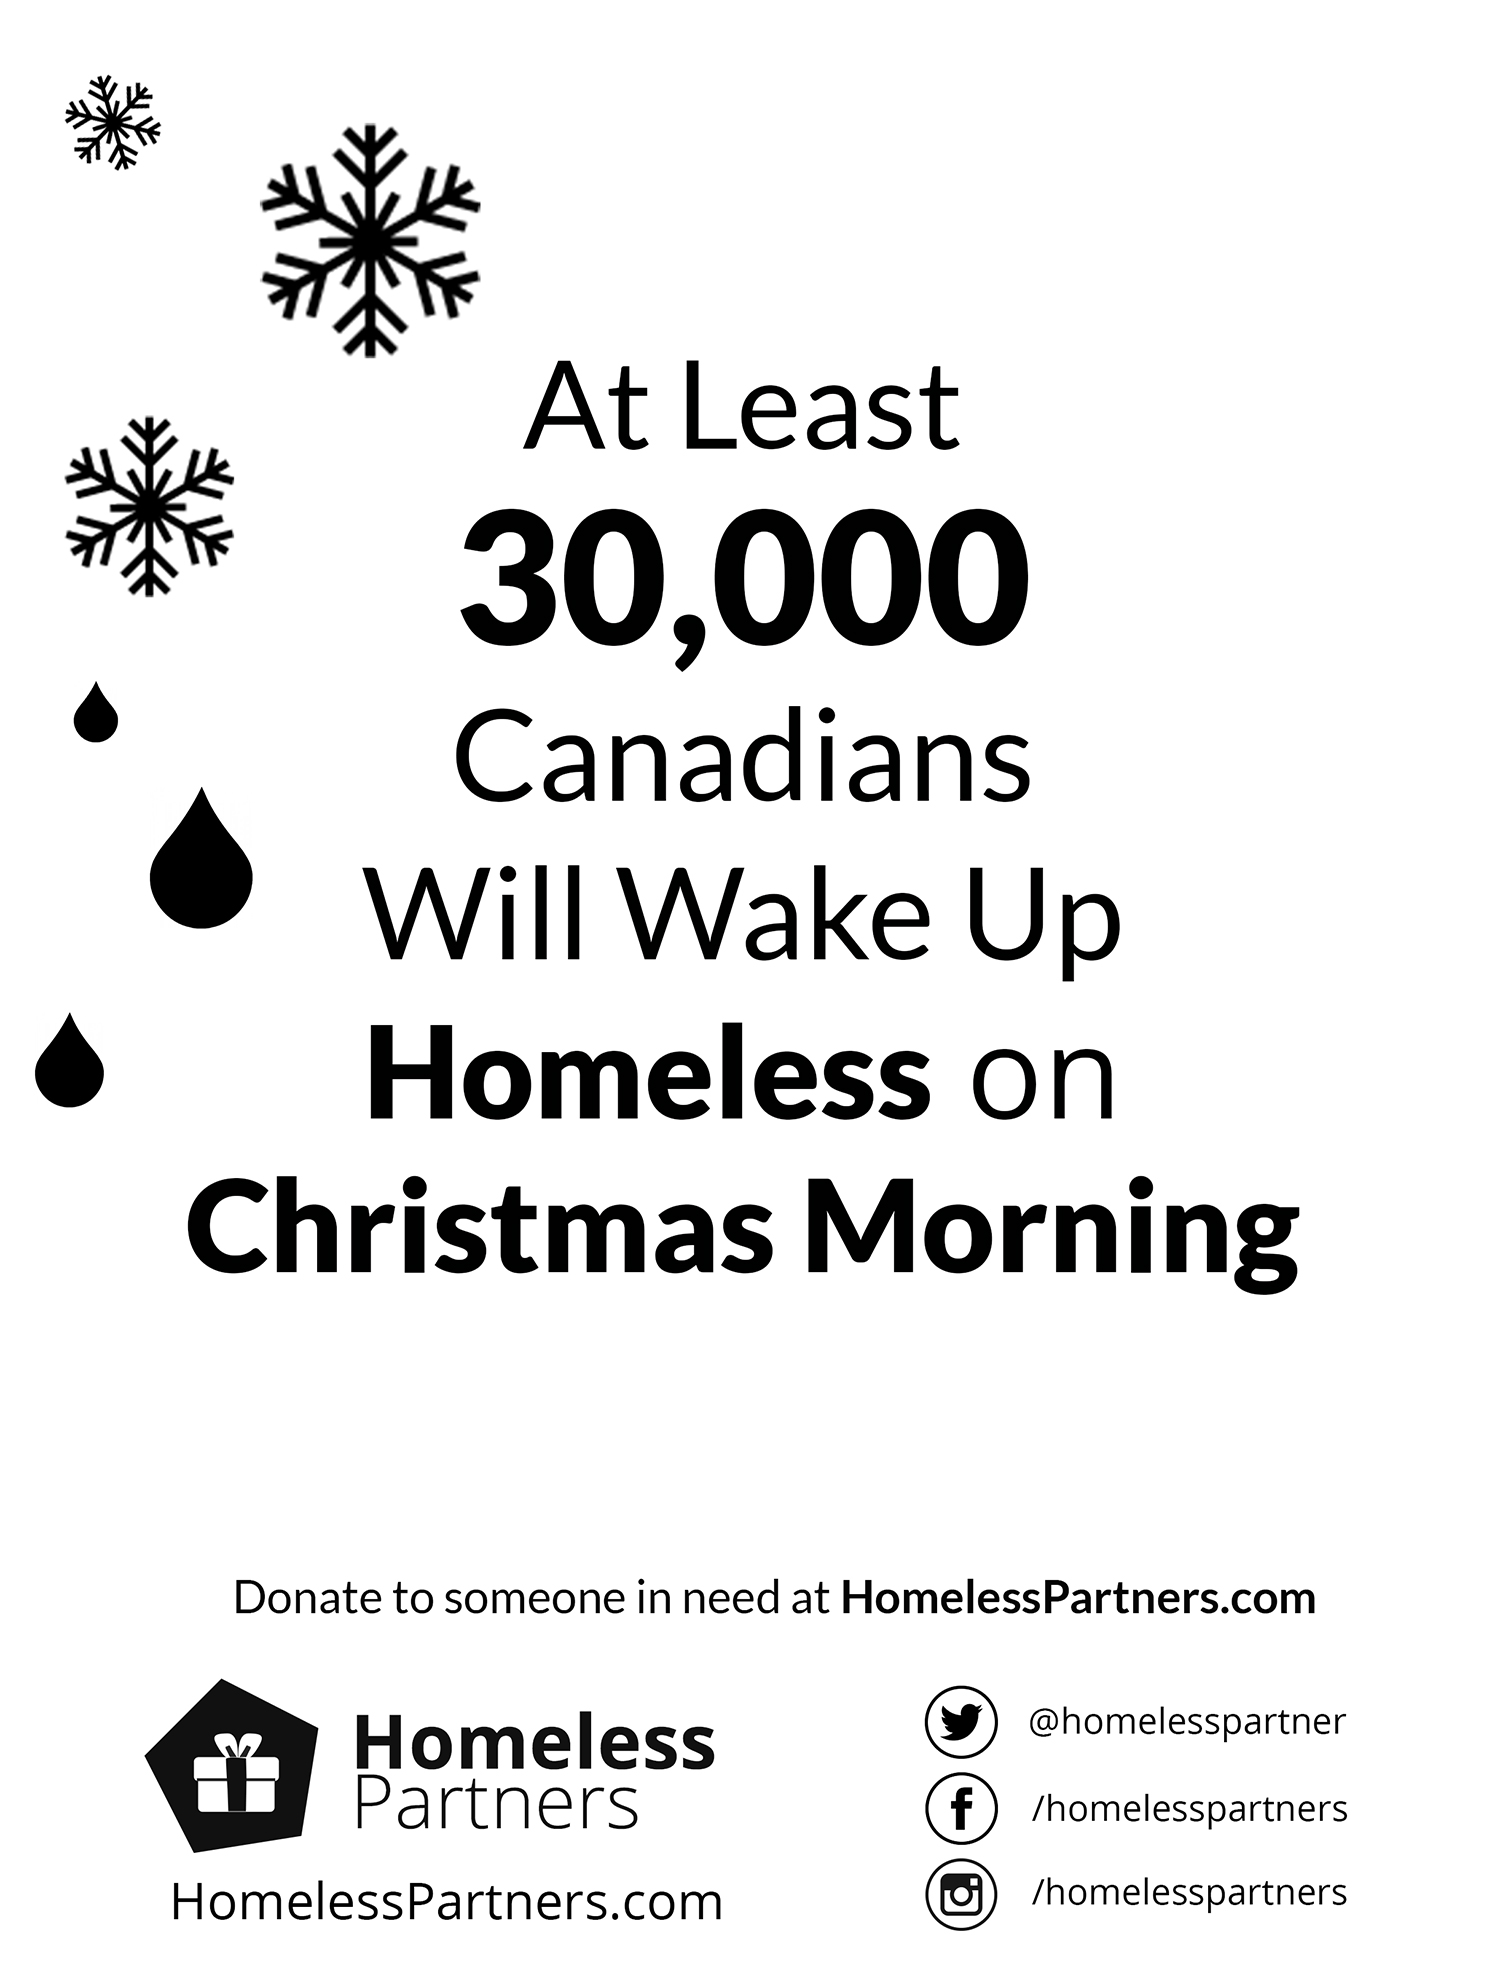 At Least
30,000
Canadians
Will Wake Up
Homeless on
Christmas Morning
Donate to someone in need at HomelessPartners.com
Homeless
Partners
HomelessPartners.com
@homelesspartner
/homelesspartners
/homelesspartners